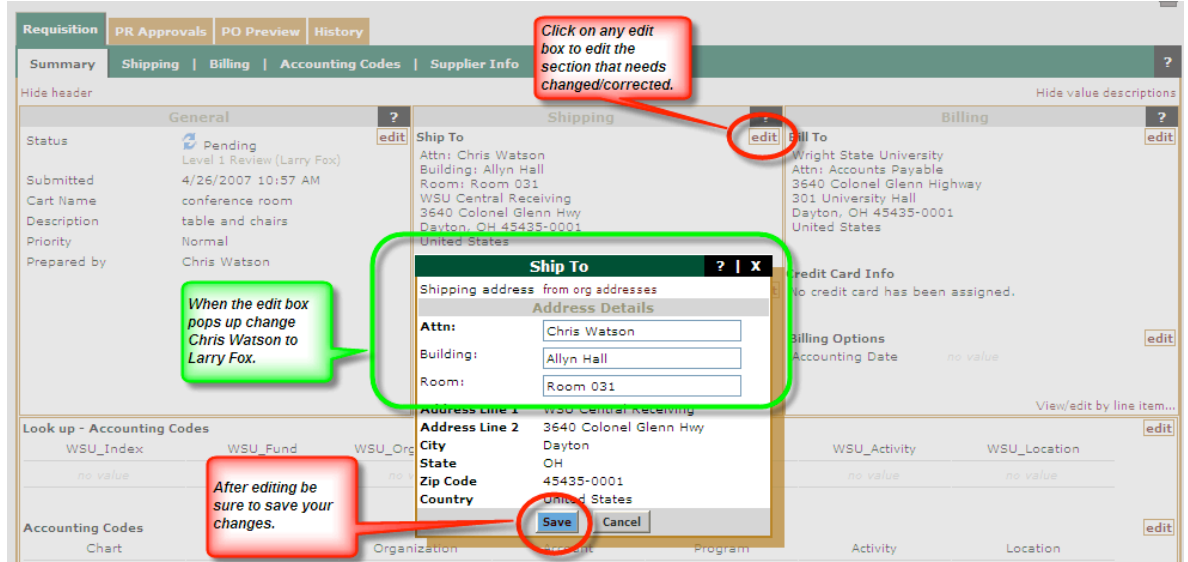 Requisition PR Approvals PO Preview History
Click on any edit
box to edit the
section that needs
changed/corrected.
Summary Shipping | Billing | Accounting Codes | Supplier Info ?
Hide header Hide value descriptions
General ?
edit
Status Pending
Level 1 Review (Larry Fox)
Submitted 4/26/2007 10:57 AM
Cart Name conference room
Description table and chairs
Priority Normal
Prepared by Chris Watson
When the edit box
pops up change
Chris Watson to
Larry Fox.
Shipping ?
Ship To edit
Attn: Chris Watson
Building: Allyn Hall
Room: Room 031
WSU Central Receiving
3640 Colonel Glenn Hwy
Dayton, OH 45435-0001
United States
Billing ?
Bill To edit
Wright State University
Attn: Accounts Payable
3640 Colonel Glenn Highway
301 University Hall
Dayton, OH 45435-0001
United States
Credit Card Info
No credit card has been assigned.
Billing Options edit
Accounting Date no value
View/edit by line item...
Ship To ? | X
Shipping address from org addresses
Address Details
Attn: Chris Watson
Building: Allyn Hall
Room: Room 031
Address Line 1 WSU Central Receiving
Address Line 2 3640 Colonel Glenn Hwy
City Dayton
State OH
Zip Code 45435-0001
Country United States
Save Cancel
Look up - Accounting Codes edit
WSU_Index WSU_Fund WSU_Org WSU_Activity WSU_Location
no value no value no value no value
After editing be
sure to save your
changes.
Accounting Codes edit
Chart Organization Account Program Activity Location